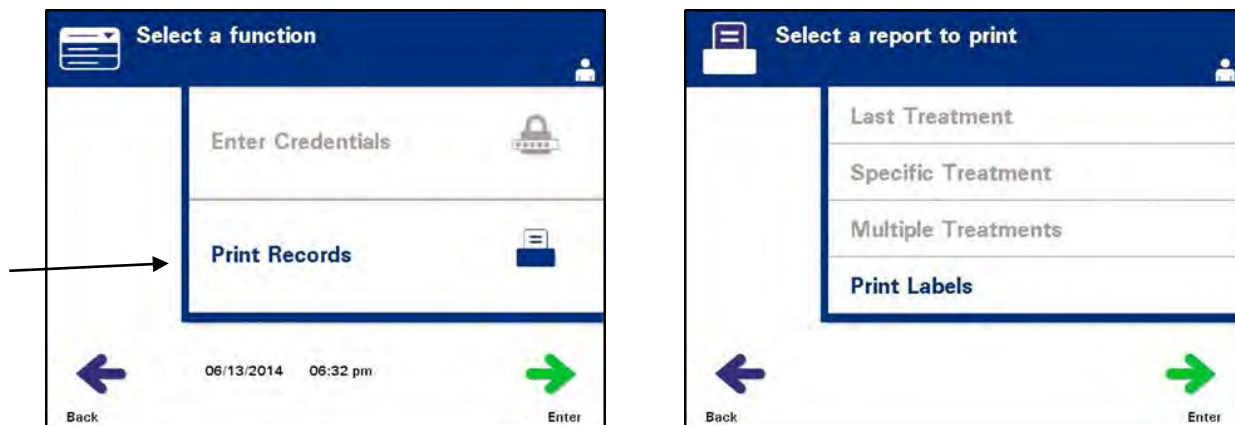 Select a function
Enter Credentials
Print Records
06/13/2014 06:32 pm
Back Enter
Select a report to print
Last Treatment
Specific Treatment
Multiple Treatments
Print Labels
Back Enter